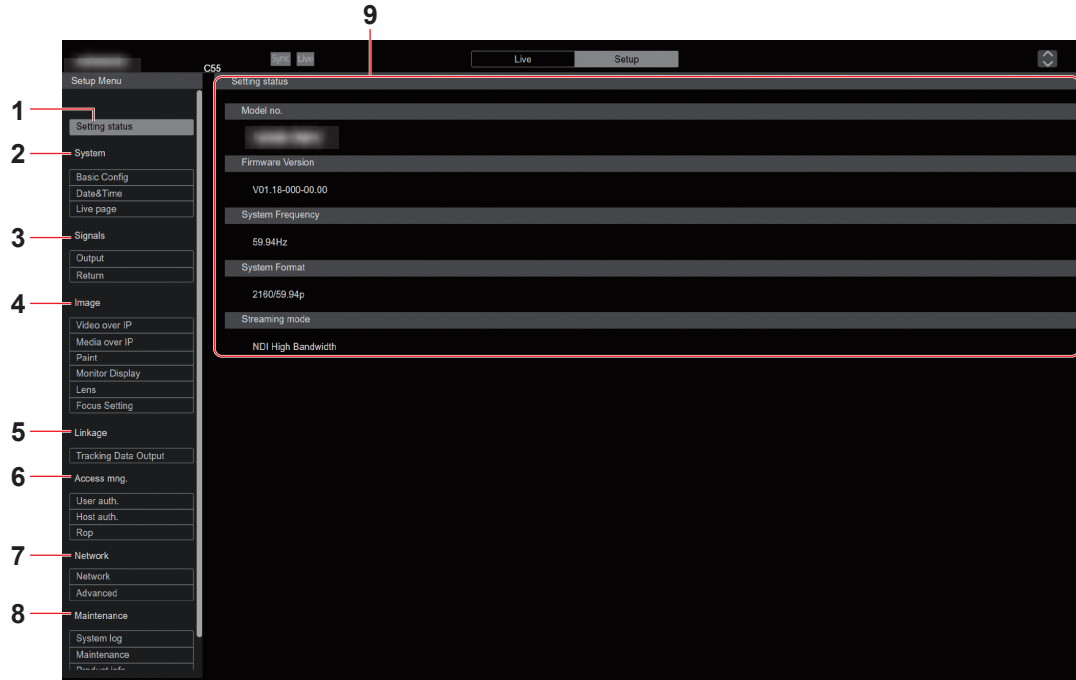 9
C55
Sync Live
Live Setup
Setup Menu
Setting status
1
Setting status
2
System
Basic Config
Date&Time
Live page
3
Signals
Output
Return
4
Image
Video over IP
Media over IP
Paint
Monitor Display
Lens
Focus Setting
5
Linkage
Tracking Data Output
6
Access mng.
User auth.
Host auth.
Rop
7
Network
Network
Advanced
8
Maintenance
System log
Maintenance
Product info
Model no.
Firmware Version
V01.18-000-00.00
System Frequency
59.94Hz
System Format
2160/59.94p
Streaming mode
NDI High Bandwidth